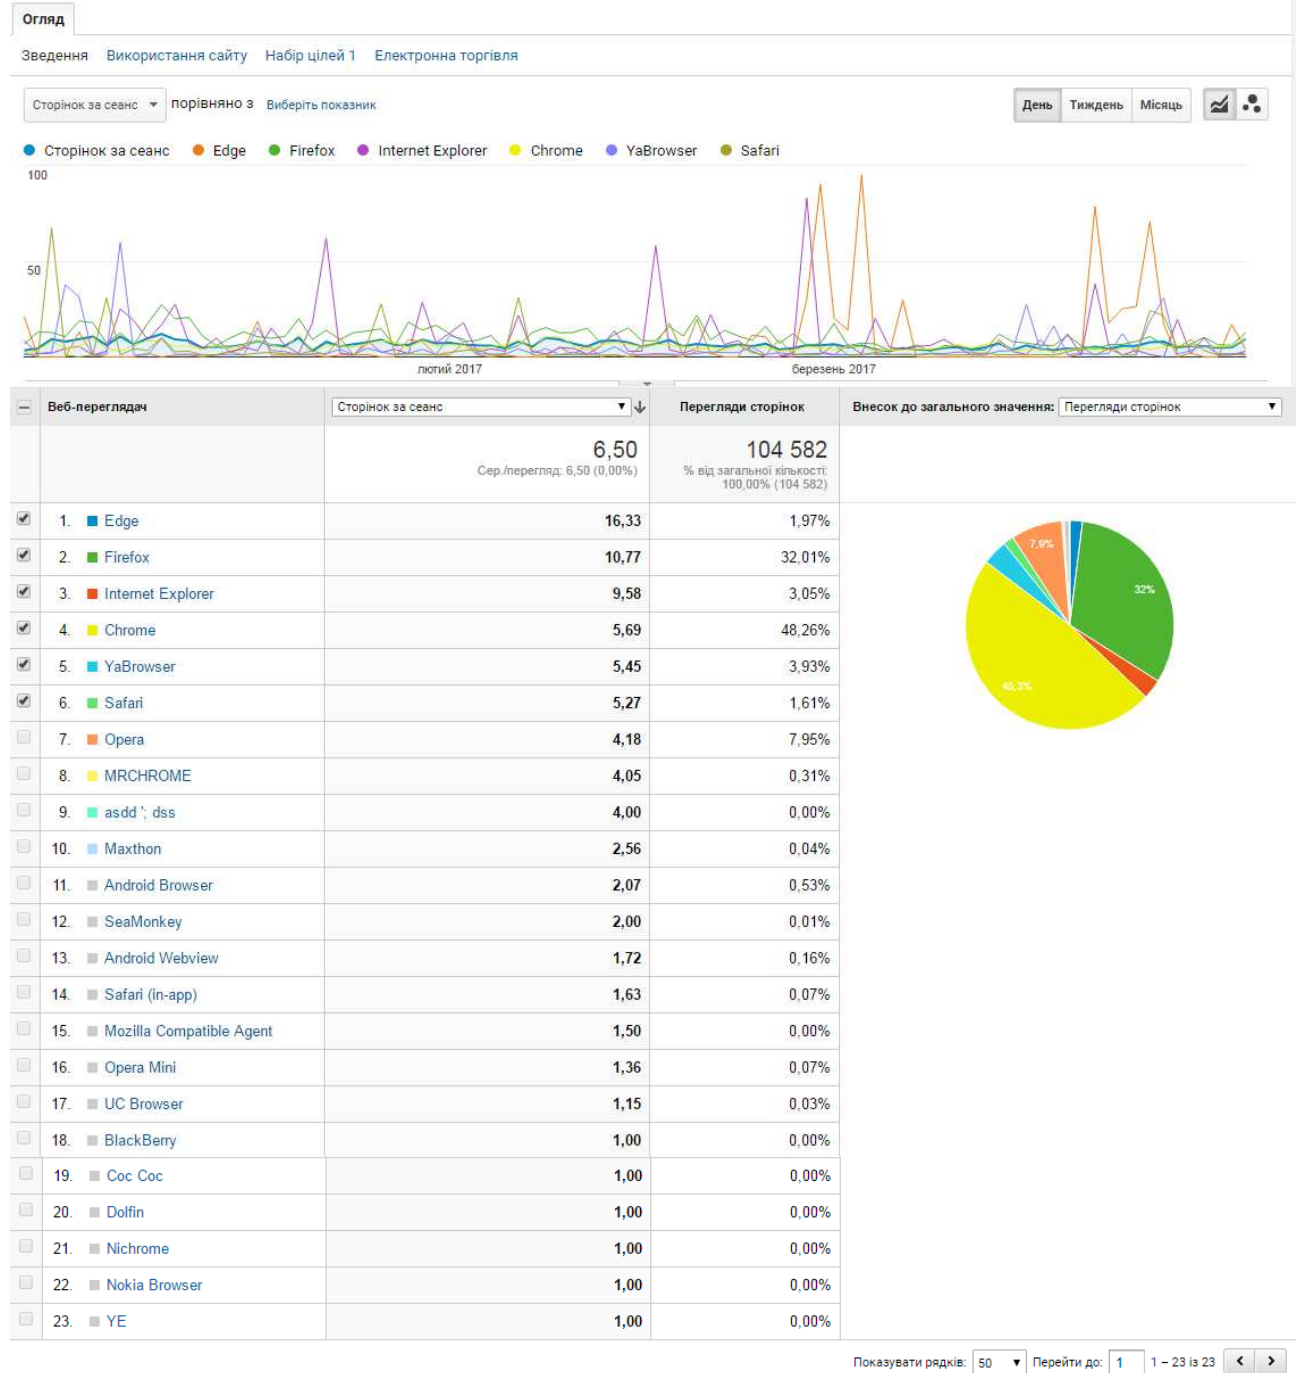 Огляд
Зведення Використання сайту Набір цілей 1 Електронна торгівля
Сторінок за сеанс порівняно з Виберіть показник День Тиждень Місяць
Сторінок за сеанс Edge Firefox Internet Explorer Chrome YaBrowser Safari
100
50
лютий 2017 березень 2017
Веб-переглядач Сторінок за сеанс Перегляди сторінок Внесок до загального значення: Перегляди сторінок
6,50 104 582
Сер./перегляд: 6,50 (0,00%) % від загальної кількості:
100,00% (104 582)
1. Edge 16,33 1,97%
2. Firefox 10,77 32,01%
3. Internet Explorer 9,58 3,05%
4. Chrome 5,69 48,26%
5. YaBrowser 5,45 3,93%
6. Safari 5,27 1,61%
7. Opera 4,18 7,95%
8. MRCHROME 4,05 0,31%
9. asdd '; dss 4,00 0,00%
10. Maxthon 2,56 0,04%
11. Android Browser 2,07 0,53%
12. SeaMonkey 2,00 0,01%
13. Android Webview 1,72 0,16%
14. Safari (in-app) 1,63 0,07%
15. Mozilla Compatible Agent 1,50 0,00%
16. Opera Mini 1,36 0,07%
17. UC Browser 1,15 0,03%
18. BlackBerry 1,00 0,00%
19. Coc Coc 1,00 0,00%
20. Dolfin 1,00 0,00%
21. Nichrome 1,00 0,00%
22. Nokia Browser 1,00 0,00%
23. YE 1,00 0,00%
7,9%
32%
48,3%
Показувати рядків: 50 Перейти до: 1 1 – 23 із 23